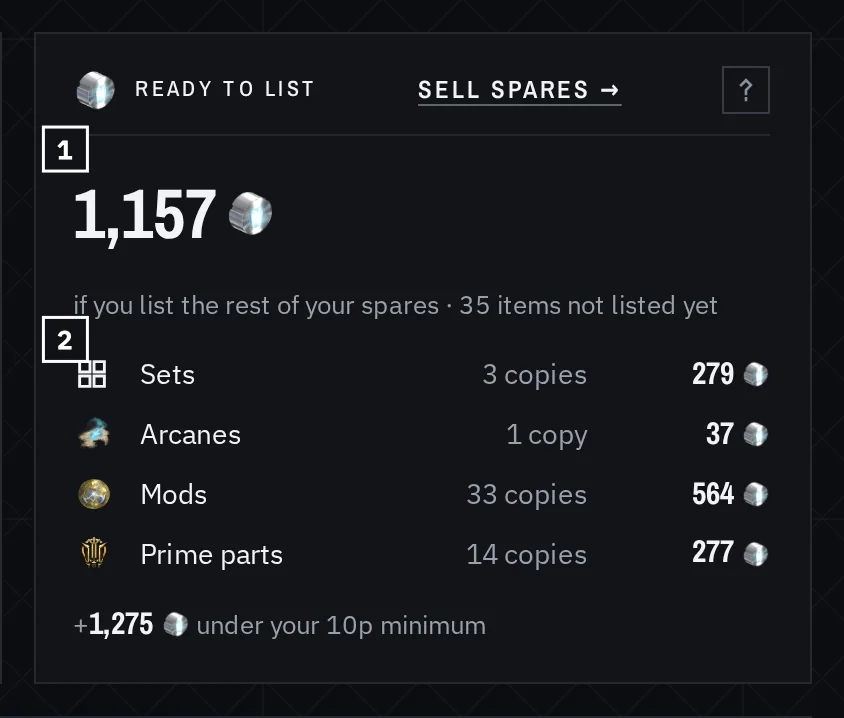 READY TO LIST
SELL SPARES →
?
1
1,157
if you list the rest of your spares · 35 items not listed yet
2
Sets 3 copies 279
Arcanes 1 copy 37
Mods 33 copies 564
Prime parts 14 copies 277
+1,275 under your 10p minimum